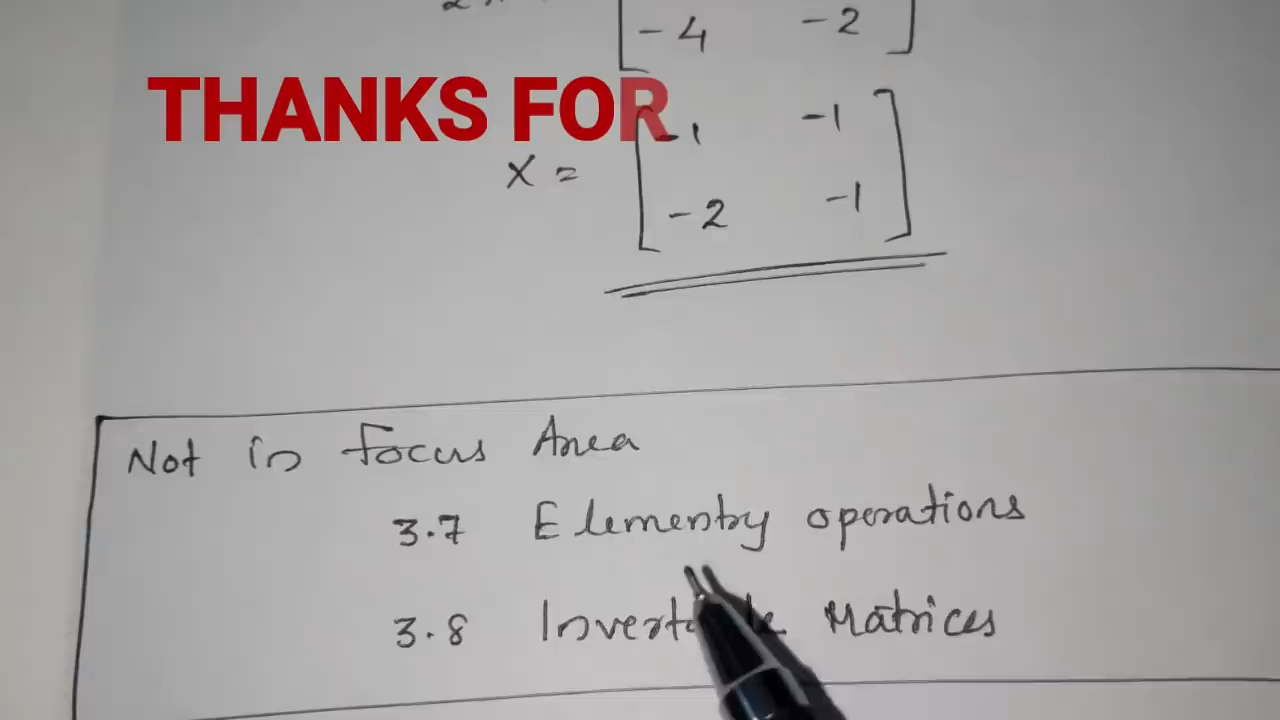 -4 -2
THANKS FOR
-1 -1
X =
-2 -1
Not in focus Area
3.7 Elementry operations
3.8 Matrices